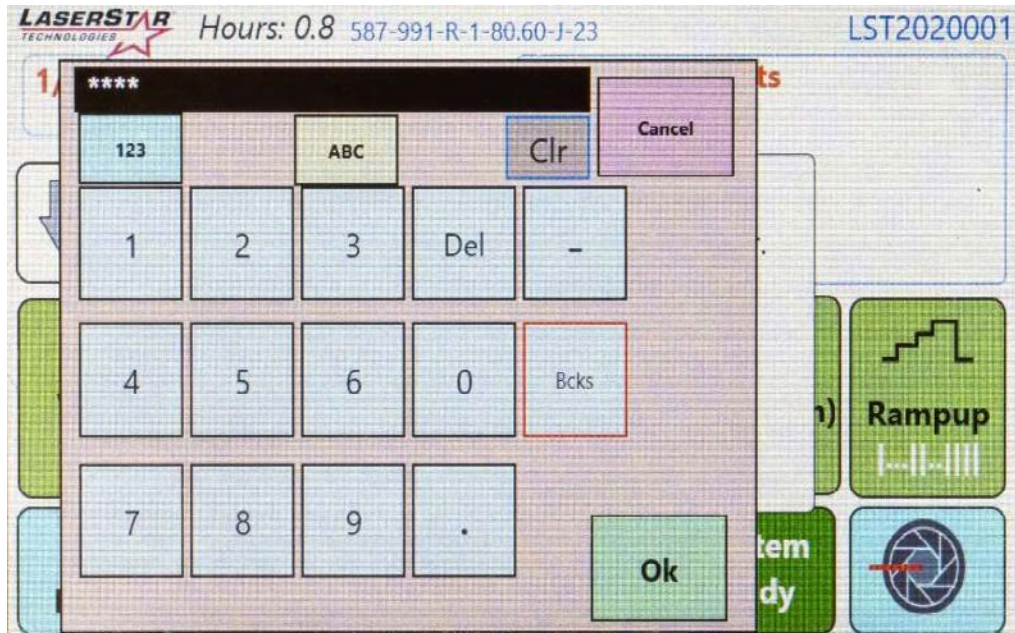 LASERSTAR
TECHNOLOGIES
Hours: 0.8 587-991-R-1-80.60-J-23 LST2020001
1/ ts
****
Cancel
123 ABC Clr
1 2 3 Del -
4 5 6 0 Bcks
n) Rampup
7 8 9 .
Ok
tem
dy